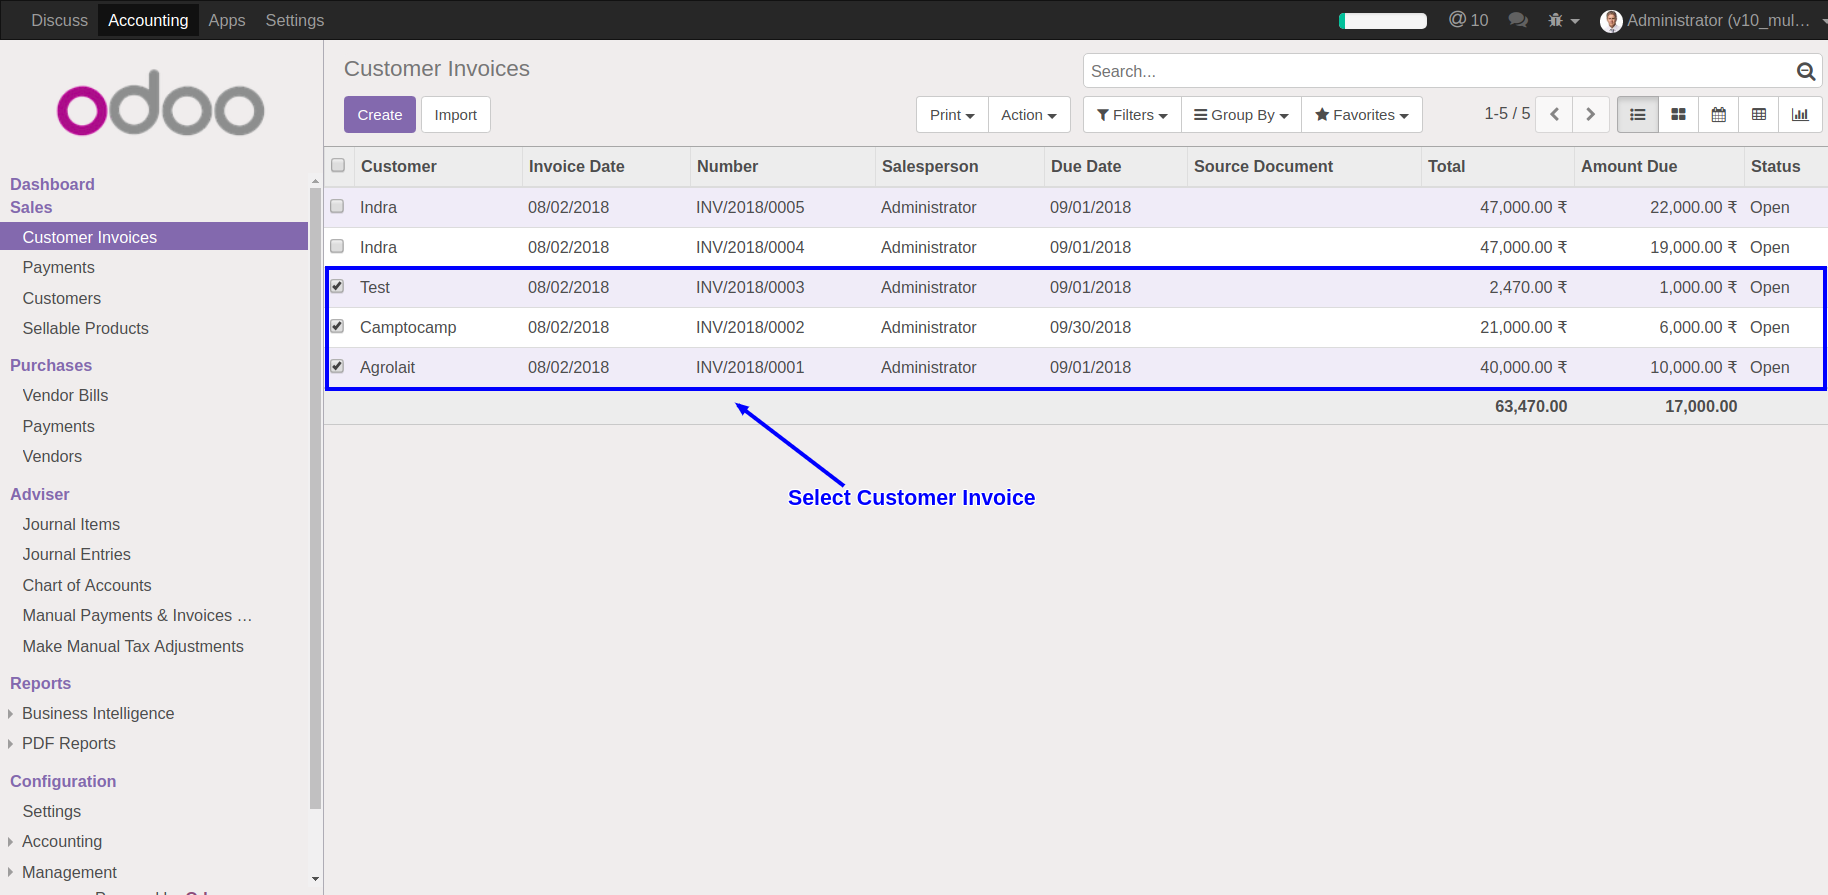 Discuss Accounting Apps Settings @ 10 Administrator (v10_mul...
odoo
Customer Invoices
Search...
Create Import Print Action Filters Group By Favorites 1-5 / 5
Dashboard
Sales
Customer Invoices
Payments
Customers
Sellable Products
Purchases
Vendor Bills
Payments
Vendors
Adviser
Journal Items
Journal Entries
Chart of Accounts
Manual Payments & Invoices ...
Make Manual Tax Adjustments
Reports
Business Intelligence
PDF Reports
Configuration
Settings
Accounting
Management
Customer Invoice Date Number Salesperson Due Date Source Document Total Amount Due Status
Indra 08/02/2018 INV/2018/0005 Administrator 09/01/2018 47,000.00 ₹ 22,000.00 ₹ Open
Indra 08/02/2018 INV/2018/0004 Administrator 09/01/2018 47,000.00 ₹ 19,000.00 ₹ Open
Test 08/02/2018 INV/2018/0003 Administrator 09/01/2018 2,470.00 ₹ 1,000.00 ₹ Open
Camptocamp 08/02/2018 INV/2018/0002 Administrator 09/30/2018 21,000.00 ₹ 6,000.00 ₹ Open
Agrolait 08/02/2018 INV/2018/0001 Administrator 09/01/2018 40,000.00 ₹ 10,000.00 ₹ Open
63,470.00 17,000.00
Select Customer Invoice